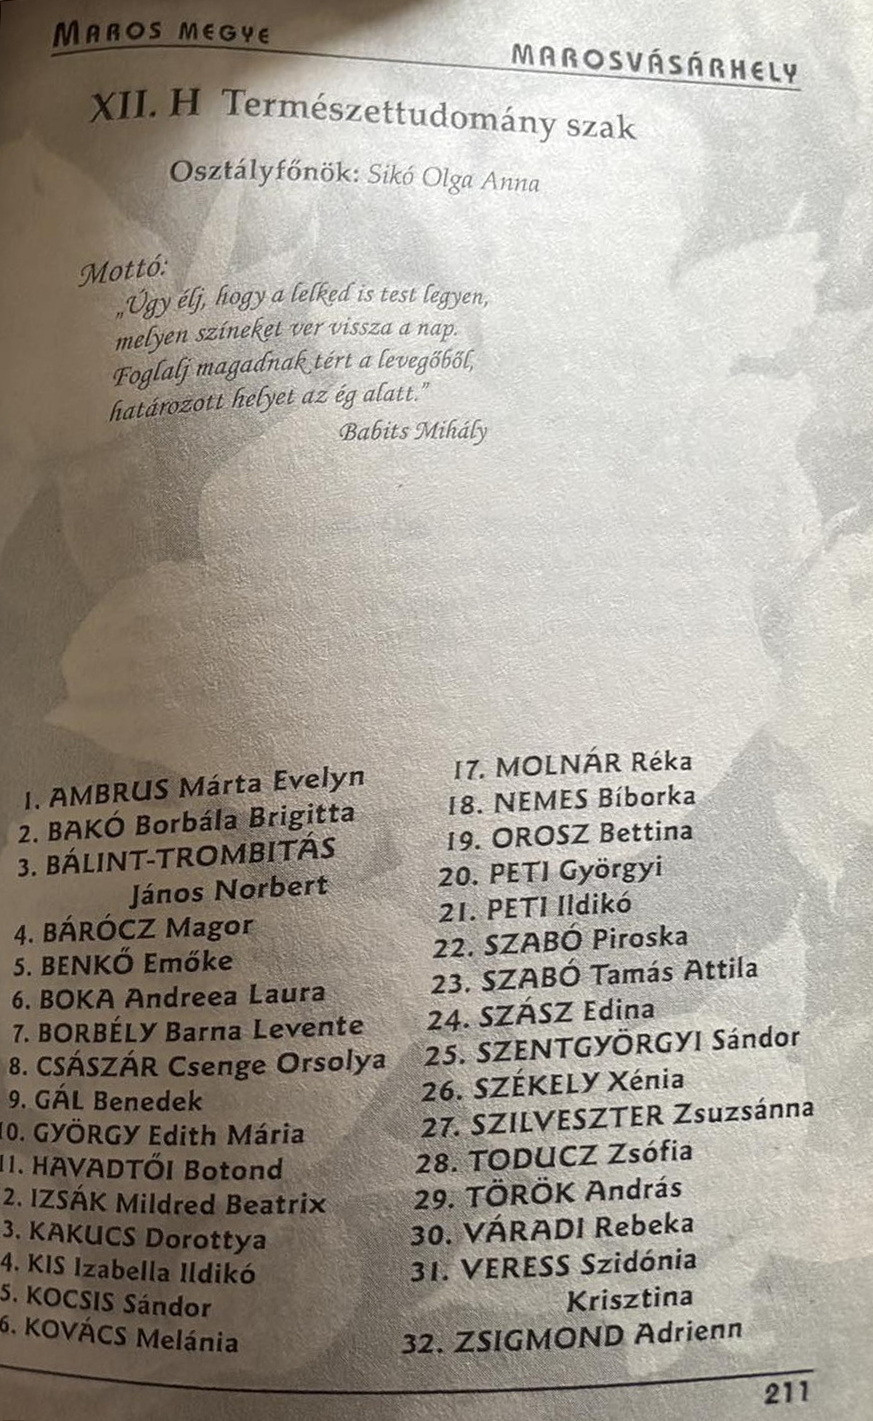 MAROS MEGYE
MAROSVÁSÁRHELY
XII. H Természettudomány szak
Osztályfőnök: Sikó Olga Anna
Mottó:
„Úgy élj, hogy a lelked is test legyen,
melyen színeket ver vissza a nap.
Foglalj magadnak tért a levegőből,
határozott helyet az ég alatt.”
Babits Mihály
1. AMBRUS Márta Evelyn
2. BAKÓ Borbála Brigitta
3. BÁLINT-TROMBITÁS
János Norbert
4. BÁRÓCZ Magor
5. BENKŐ Emőke
6. BOKA Andreea Laura
7. BORBÉLY Barna Levente
8. CSÁSZÁR Csenge Orsolya
9. GÁL Benedek
10. GYÖRGY Edith Mária
11. HAVADTŐI Botond
2. IZSÁK Mildred Beatrix
3. KAKUCS Dorottya
4. KIS Izabella Ildikó
5. KOCSIS Sándor
6. KOVÁCS Melánia
17. MOLNÁR Réka
18. NEMES Bíborka
19. OROSZ Bettina
20. PETI Györgyi
21. PETI Ildikó
22. SZABÓ Piroska
23. SZABÓ Tamás Attila
24. SZÁSZ Edina
25. SZENTGYÖRGYI Sándor
26. SZÉKELY Xénia
27. SZILVESZTER Zsuzsánna
28. TODUCZ Zsófia
29. TÖRÖK András
30. VÁRADI Rebeka
31. VERESS Szidónia
Krisztina
32. ZSIGMOND Adrienn
211